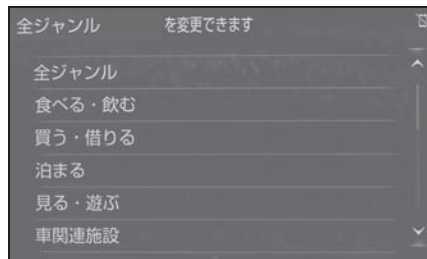 全ジャンル を変更できます
全ジャンル
食べる・飲む
買う・借りる
泊まる
見る・遊ぶ
車関連施設